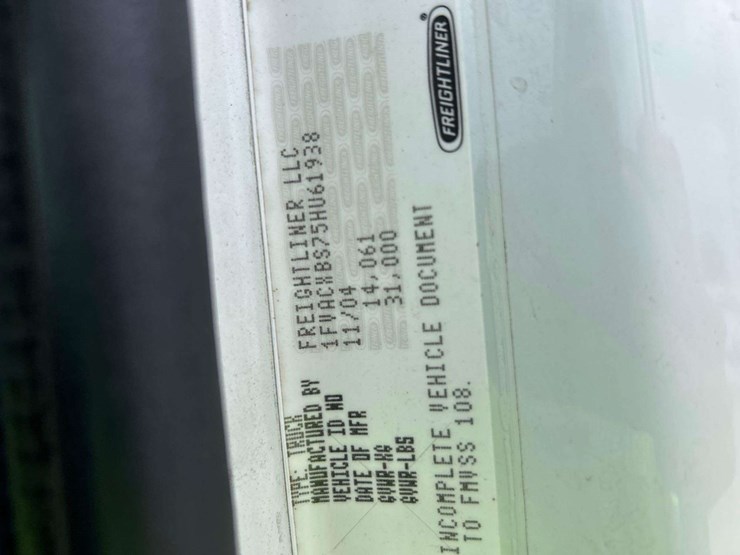 TYPE: TRUCK
MANUFACTURED BY FREIGHTLINER LLC
VEHICLE ID NO 1FVACXBS75HU61938
DATE OF MFR 11/04
GVWR-KG 14,061
GVWR-LBS 31,000
INCOMPLETE VEHICLE DOCUMENT
TO FMVSS 108.
FREIGHTLINER